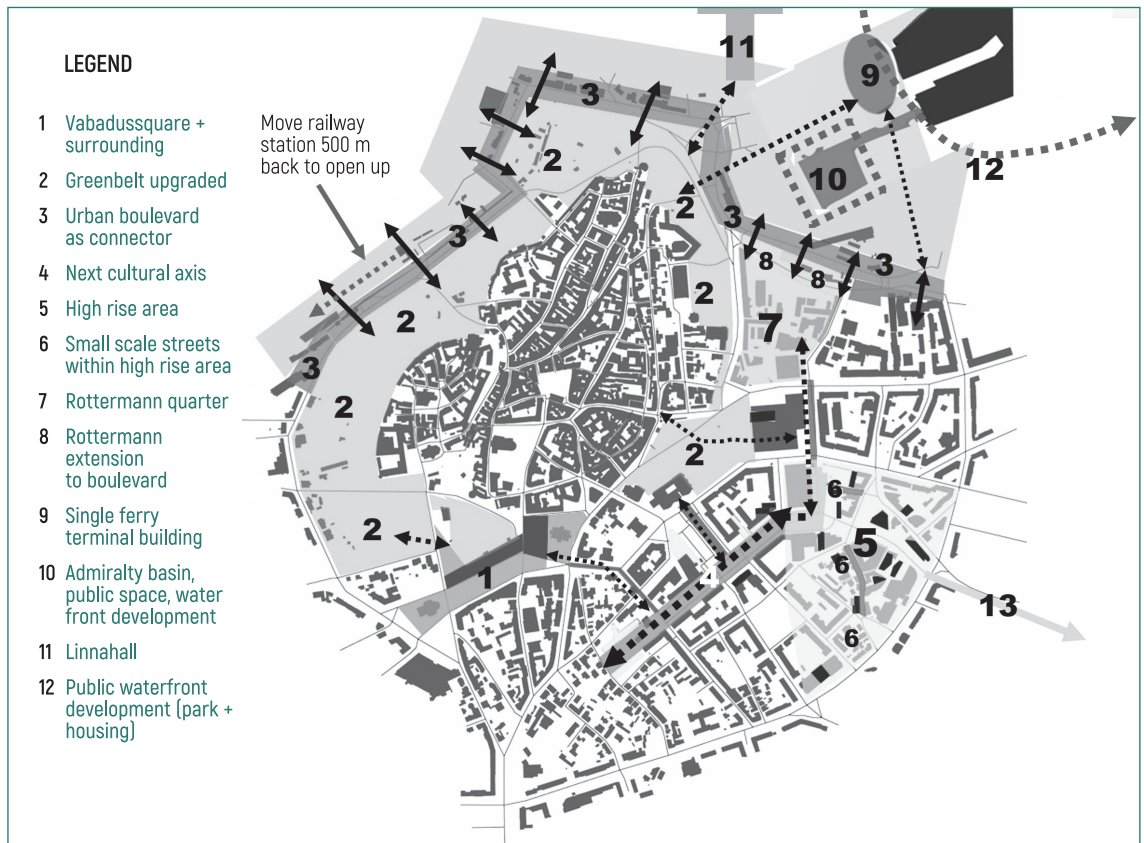 LEGEND
1 Vabadussquare +
surrounding
2 Greenbelt upgraded
3 Urban boulevard
as connector
4 Next cultural axis
5 High rise area
6 Small scale streets
within high rise area
7 Rottermann quarter
8 Rottermann
extension
to boulevard
9 Single ferry
terminal building
10 Admiralty basin,
public space, water
front development
11 Linnahall
12 Public waterfront
development (park +
housing)
Move railway
station 500 m
back to open up
11
9
3
2
12
10
2
3
3
8
3
8
2
2
7
3
2
2
6
2
5
1
4
6
13
6